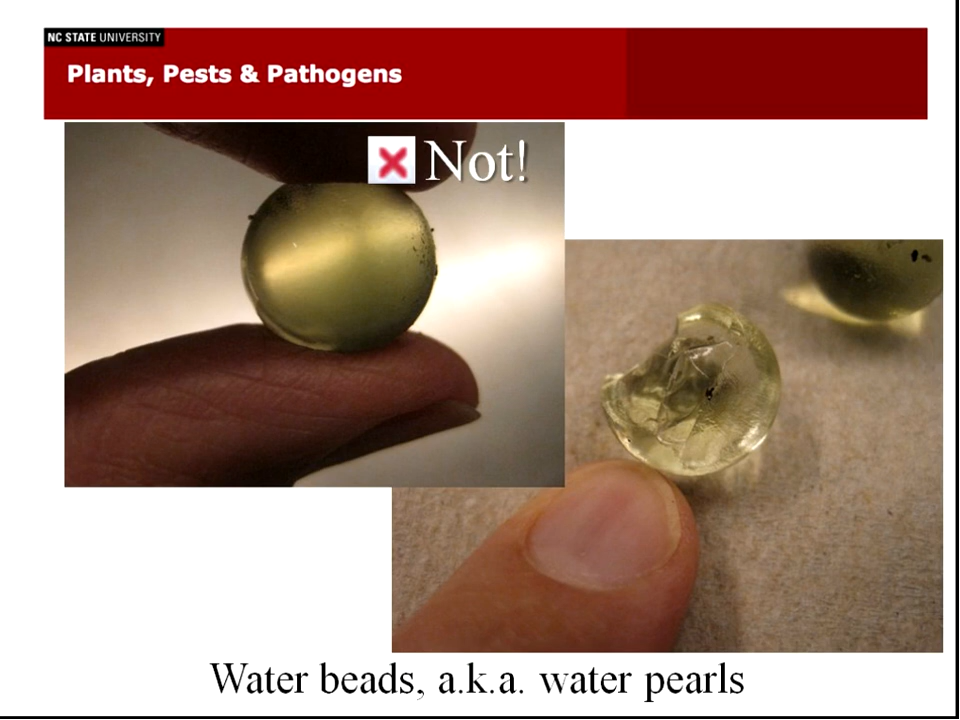 NC STATE UNIVERSITY
Plants, Pests & Pathogens
Not!
Water beads, a.k.a. water pearls